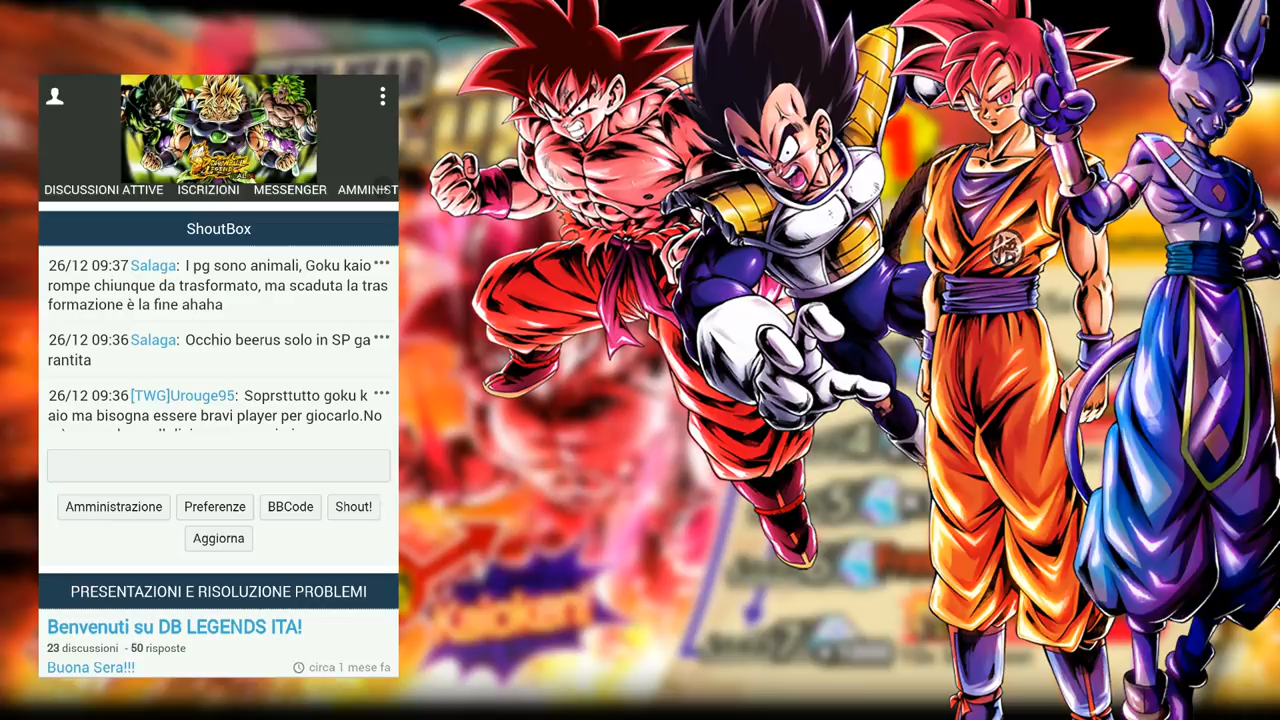 DISCUSSIONI ATTIVE ISCRIZIONI MESSENGER AMMINIST
ShoutBox
26/12 09:37 Salaga: I pg sono animali, Goku kaio
rompe chiunque da trasformato, ma scaduta la tras
formazione è la fine ahaha
26/12 09:36 Salaga: Occhio beerus solo in SP ga
rantita
26/12 09:36 [TWG]Urouge95: Soprsttutto goku k
aio ma bisogna essere bravi player per giocarlo.No
Amministrazione Preferenze BBCode Shout!
Aggiorna
PRESENTAZIONI E RISOLUZIONE PROBLEMI
Benvenuti su DB LEGENDS ITA!
23 discussioni - 50 risposte
Buona Sera!!! circa 1 mese fa